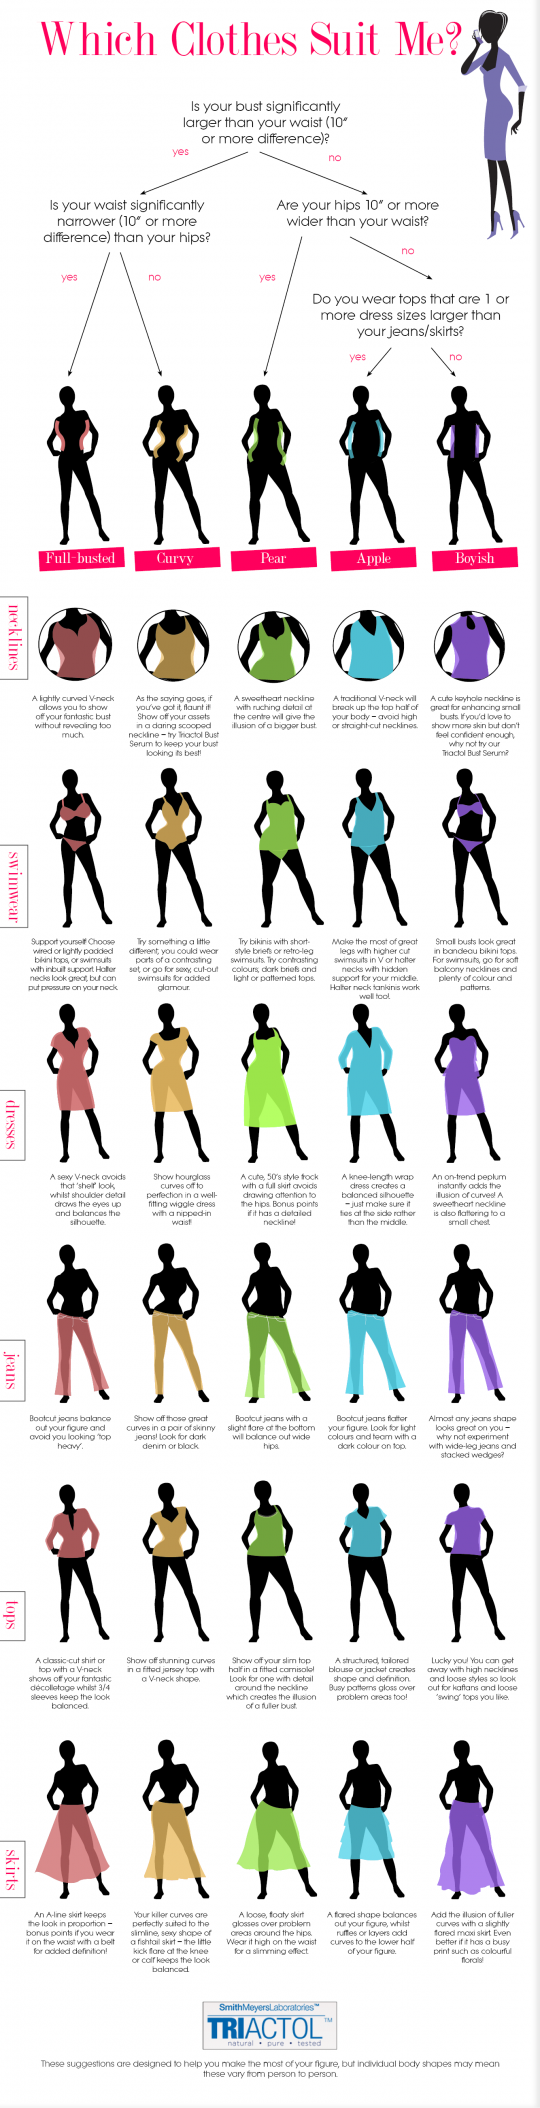 Which Clothes Suit Me?
Is your bust significantly
larger than your waist (10"
or more difference)?
yes
no
Is your waist significantly
narrower (10" or more
difference) than your hips?
Are your hips 10" or more
wider than your waist?
no
yes
no
yes
Do you wear tops that are 1 or
more dress sizes larger than
your jeans/skirts?
yes
no
Full-busted
Curvy
Pear
Apple
Boyish
necklines
A lightly curved V-neck
allows you to show
off your fantastic bust
without revealing too
much.
As the saying goes, if
you've got it, flaunt it!
Show off your assets
in a daring scooped
neckline – try Triactol Bust
Serum to keep your bust
looking its best!
A sweetheart neckline
with ruching detail at
the centre will give the
illusion of a bigger bust.
A traditional V-neck will
break up the top half of
your body – avoid high
or straight-cut necklines.
A cute keyhole neckline is
great for enhancing small
busts. If you'd love to
show more skin but don't
feel confident enough,
why not try our
Triactol Bust Serum?
swimwear
Support yourself! Choose
wired or lightly padded
bikini tops, or swimsuits
with inbuilt support. Halter
necks look great, but can
put pressure on your neck.
Try something a little
different; you could wear
parts of a contrasting
set, or go for sexy, cut-out
swimsuits for added
glamour.
Try bikinis with short-
style briefs or retro-leg
swimsuits. Try contrasting
colours; dark briefs and
light or patterned tops.
Make the most of great
legs with higher cut
swimsuits in V or halter
necks with hidden
support for your middle.
Halter neck tankinis work
well too!
Small busts look great
in bandeau bikini tops.
For swimsuits, go for soft
balcony necklines and
plenty of colour and
patterns.
dresses
A sexy V-neck avoids
that 'shelf' look,
whilst shoulder detail
draws the eyes up
and balances the
silhouette.
Show hourglass
curves off to
perfection in a well-
fitting wiggle dress
with a nipped-in
waist!
A cute, 50's style frock
with a full skirt avoids
drawing attention to
the hips. Bonus points
if it has a detailed
neckline!
A knee-length wrap
dress creates a
balanced silhouette
– just make sure it
ties at the side rather
than the middle.
An on-trend peplum
instantly adds the
illusion of curves! A
sweetheart neckline
is also flattering to a
small chest.
jeans
Bootcut jeans balance
out your figure and
avoid you looking 'top
heavy'.
Show off those great
curves in a pair of skinny
jeans! Look for dark
denim or black.
Bootcut jeans with a
slight flare at the bottom
will balance out wide
hips.
Bootcut jeans flatter
your figure. Look for light
colours and team with a
dark colour on top.
Almost any jeans shape
looks great on you –
why not experiment
with wide-leg jeans and
stacked wedges?
tops
A classic-cut shirt or
top with a V-neck
shows off your fantastic
décolletage whilst 3/4
sleeves keep the look
balanced.
Show off stunning curves
in a fitted jersey top with
a V-neck shape.
Show off your slim top
half in a fitted camisole!
Look for one with detail
around the neckline
which creates the illusion
of a fuller bust.
A structured, tailored
blouse or jacket creates
shape and definition.
Busy patterns gloss over
problem areas too!
Lucky you! You can get
away with high necklines
and loose styles so look
out for kaftans and loose
'swing' tops you like.
skirts
An A-line skirt keeps
the look in proportion –
bonus points if you wear
it on the waist with a belt
for added definition!
Your killer curves are
perfectly suited to the
slimline, sexy shape of
a fishtail skirt – the little
kick flare at the knee
or calf keeps the look
balanced.
A loose, floaty skirt
glosses over problem
areas around the hips.
Wear it high on the waist
for a slimming effect.
A flared shape balances
out your figure, whilst
ruffles or layers add
curves to the lower half
of your figure.
Add the illusion of fuller
curves with a slightly
flared maxi skirt. Even
better if it has a busy
print such as colourful
florals!
SmithMeyersLaboratories™
TRIACTOL™
natural • pure • tested
These suggestions are designed to help you make the most of your figure, but individual body shapes may mean
these vary from person to person.